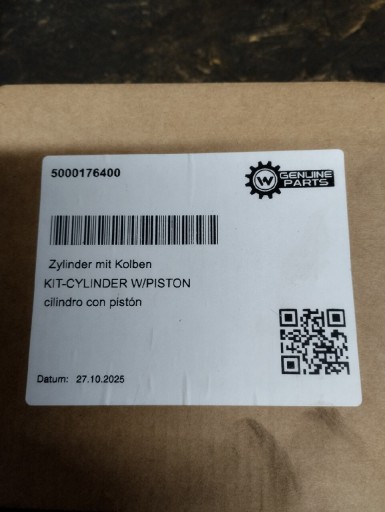 5000176400
W GENUINE
PARTS
Zylinder mit Kolben
KIT-CYLINDER W/PISTON
cilindro con pistón
Datum: 27.10.2025